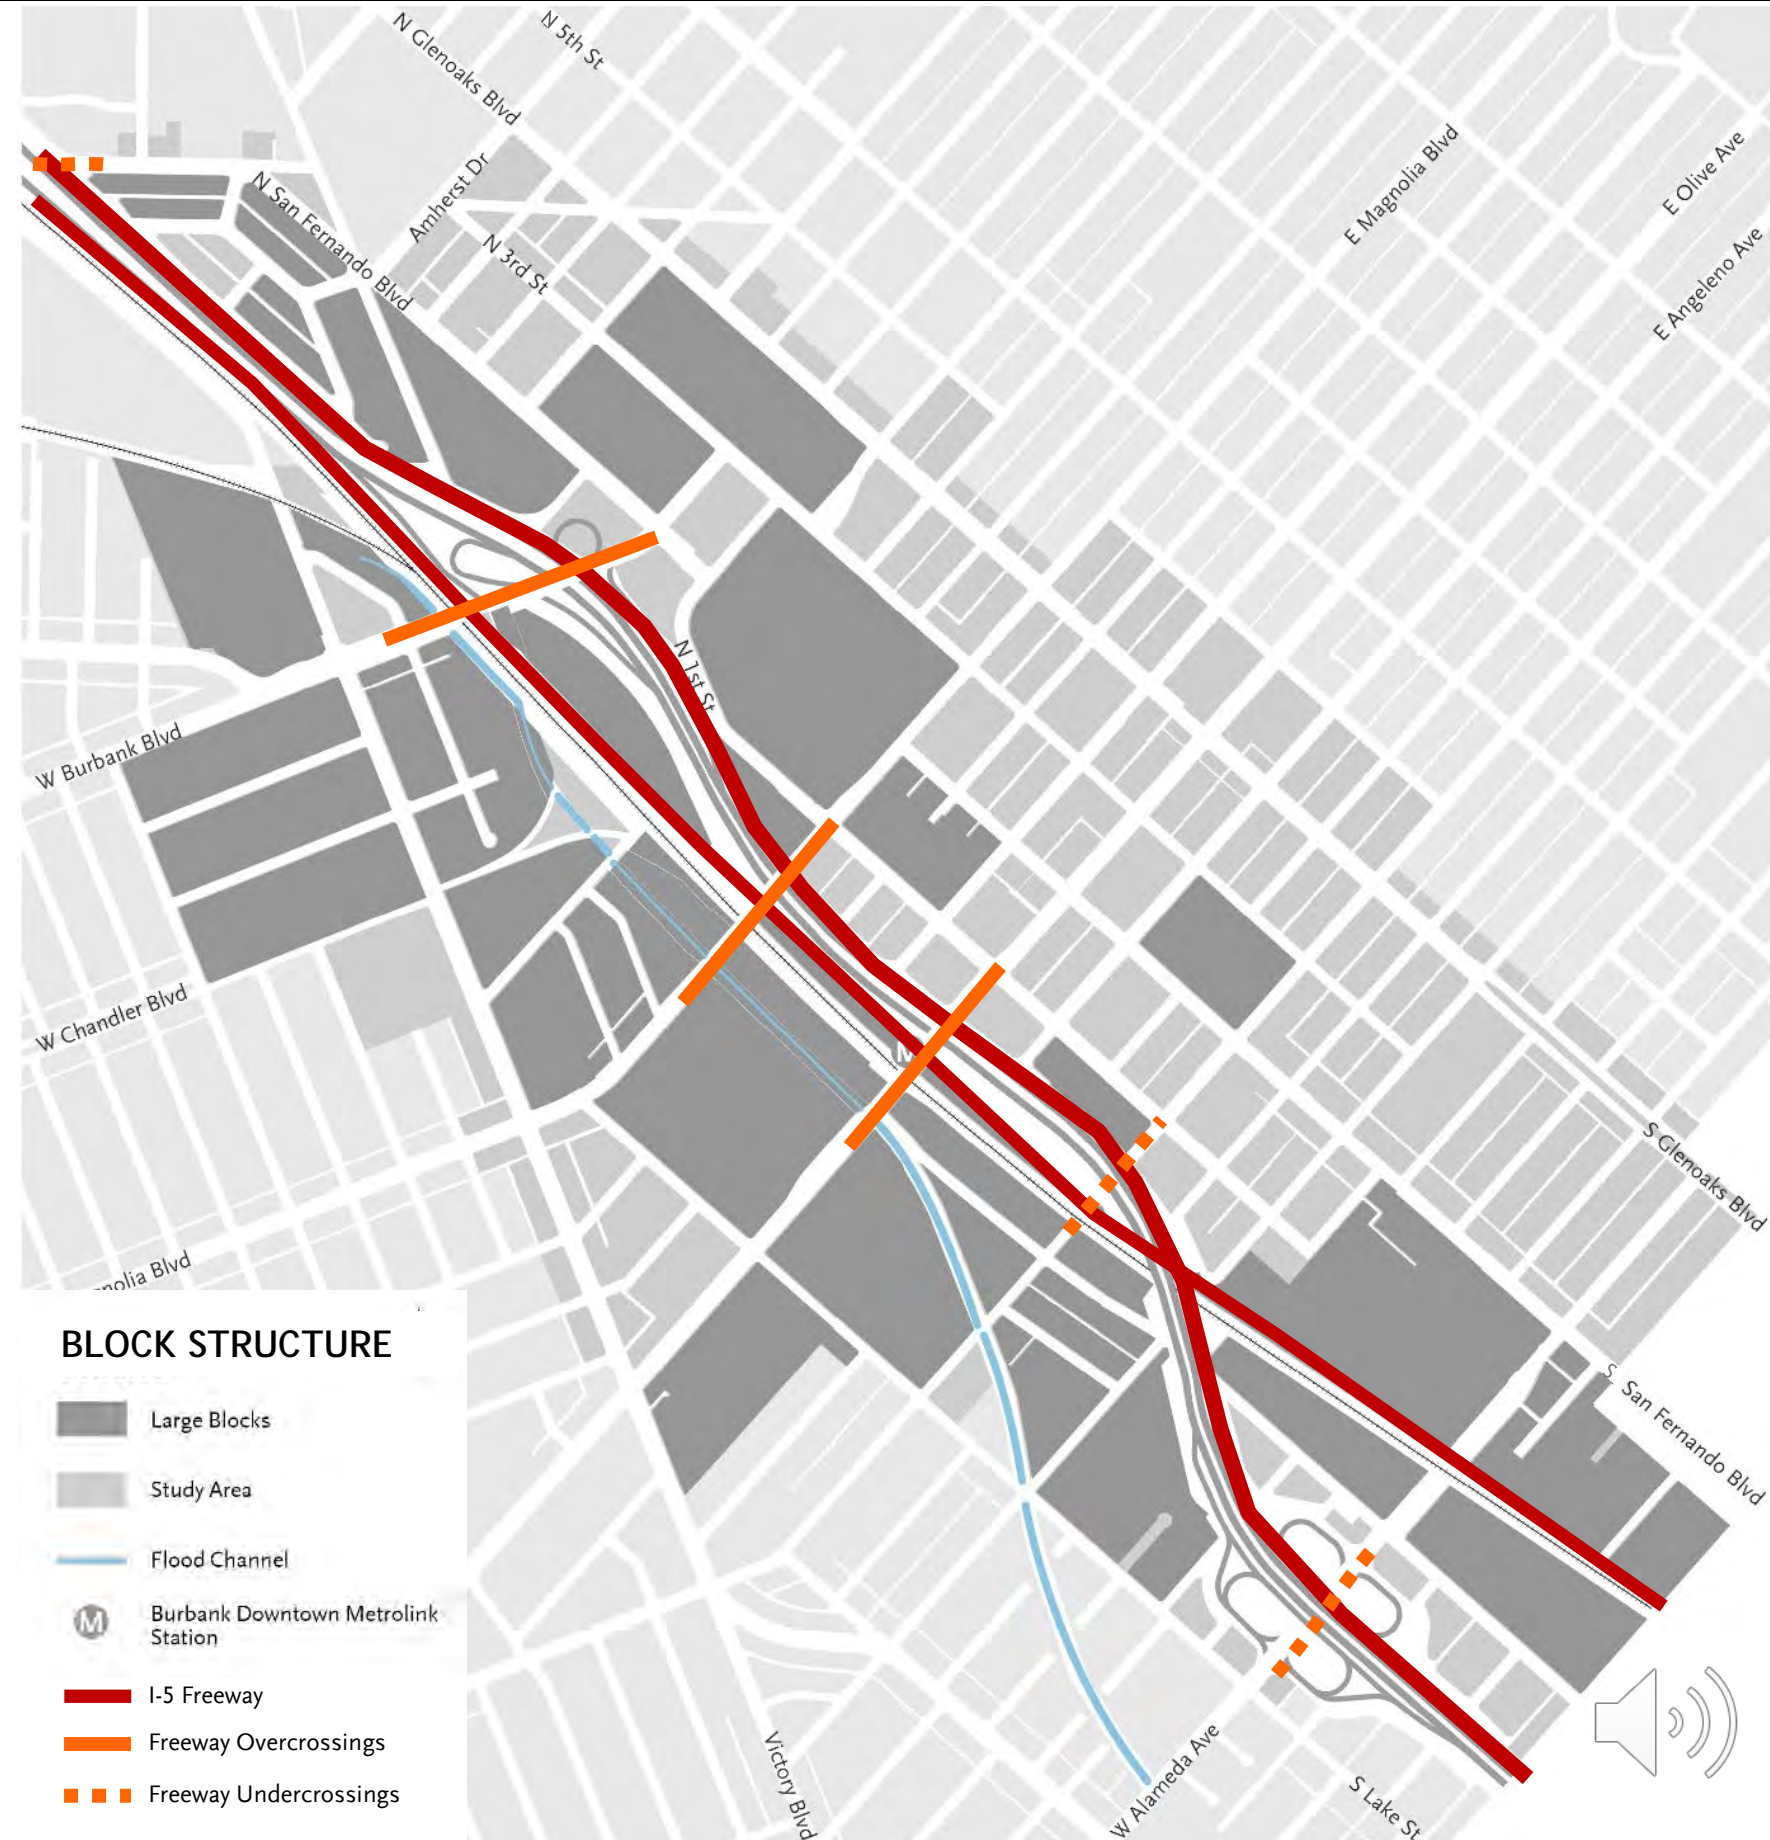 N Glenoaks Blvd
N 5th St
E Magnolia Blvd
E Olive Ave
E Angeleno Ave
Amherst Dr
N San Fernando Blvd
N 3rd St
N 1st St
W Burbank Blvd
W Chandler Blvd
M
S Glenoaks Blvd
nolia Blvd
S San Fernando Blvd
Victory Blvd
W Alameda Ave
S Lake St
BLOCK STRUCTURE
Large Blocks
Study Area
Flood Channel
M
Burbank Downtown Metrolink
Station
I-5 Freeway
Freeway Overcrossings
Freeway Undercrossings